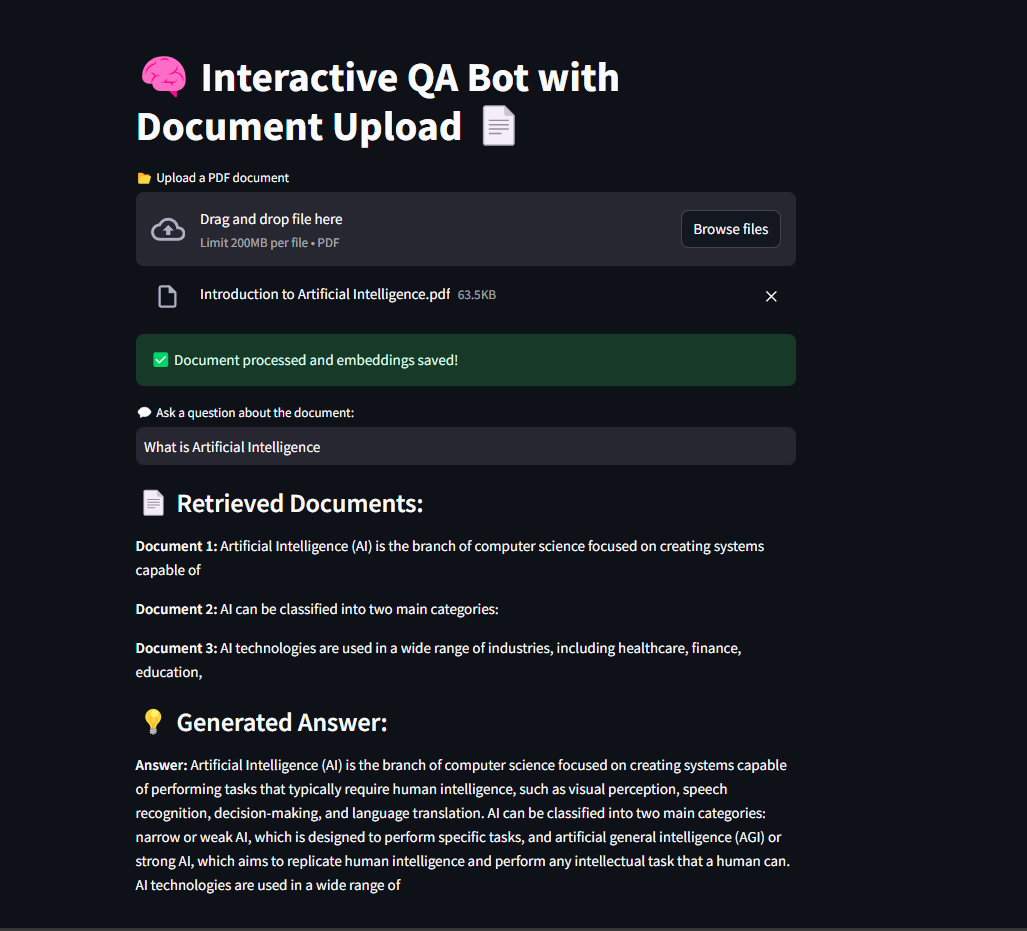 🧠 Interactive QA Bot with
Document Upload 📄
📂 Upload a PDF document
Drag and drop file here
Limit 200MB per file • PDF
Browse files
Introduction to Artificial Intelligence.pdf 63.5KB
✅ Document processed and embeddings saved!
💬 Ask a question about the document:
What is Artificial Intelligence
📄 Retrieved Documents:
Document 1: Artificial Intelligence (AI) is the branch of computer science focused on creating systems
capable of
Document 2: AI can be classified into two main categories:
Document 3: AI technologies are used in a wide range of industries, including healthcare, finance,
education,
💡 Generated Answer:
Answer: Artificial Intelligence (AI) is the branch of computer science focused on creating systems capable
of performing tasks that typically require human intelligence, such as visual perception, speech
recognition, decision-making, and language translation. AI can be classified into two main categories:
narrow or weak AI, which is designed to perform specific tasks, and artificial general intelligence (AGI) or
strong AI, which aims to replicate human intelligence and perform any intellectual task that a human can.
AI technologies are used in a wide range of